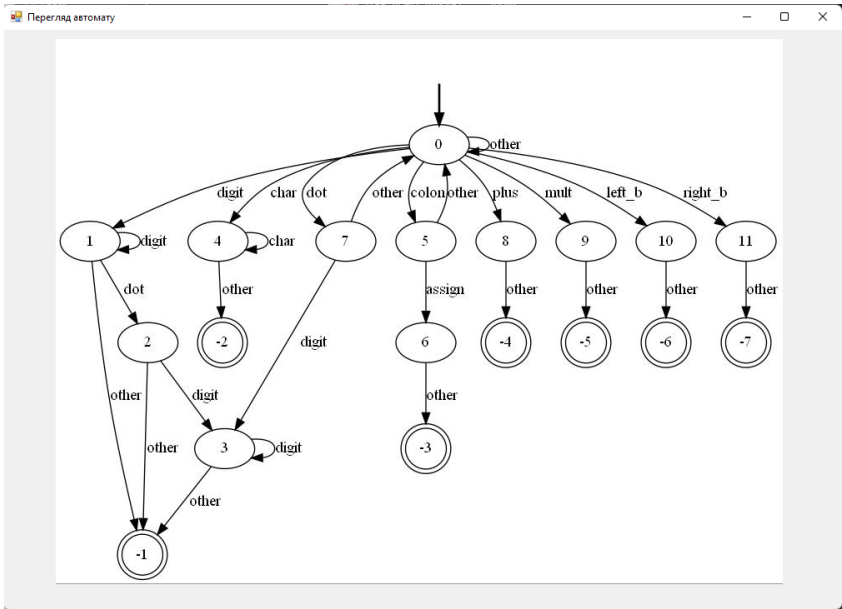 Перегляд автомату
0
other
digit
char
dot
other
colon
other
plus
mult
left_b
right_b
1
digit
4
char
7
5
8
9
10
11
dot
other
assign
other
other
other
other
2
-2
digit
6
-4
-5
-6
-7
other
other
digit
other
3
digit
-3
other
-1